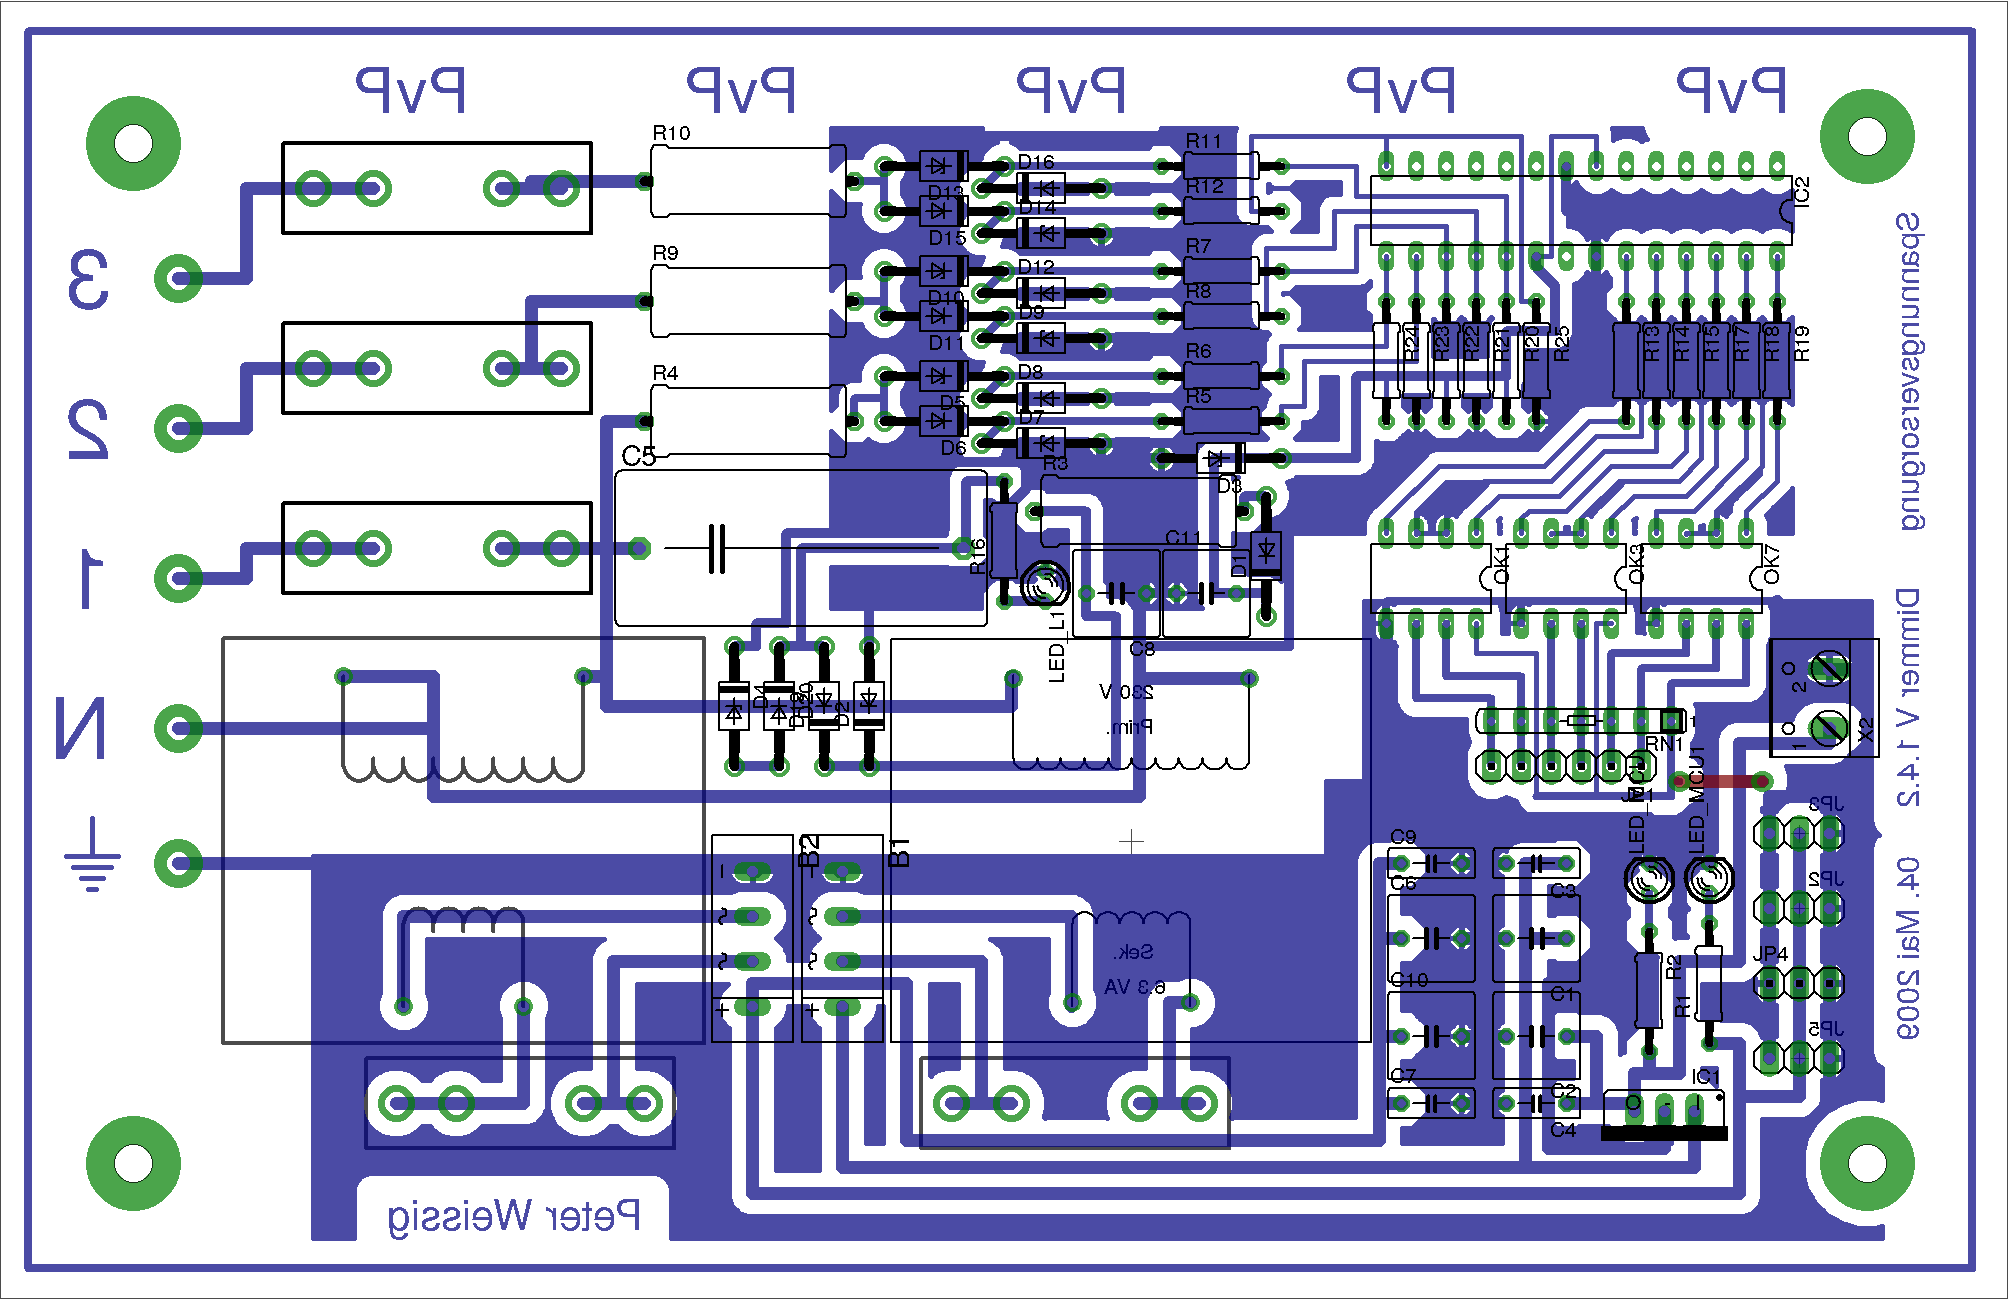 PvP PvP PvP PvP PvP
R10
R11
D16
D13
R12
D14
D15
IC2
R9
R7
D12
D10
R8
D9
D11
R4
R6
D8
D5
R5
D7
D6
R24 R23 R22 R21 R20 R25 R13 R14 R15 R17 R18 R19
C5
R3
D3
R16
C11
D1
OK1 OK3 OK7
LED_L1
C8
3
2
1
N
230 V
Prim.
D4
D2
X2
2
1
RN1
1
LED_MCU1
JP3
JP2
JP4
JP5
B2
B1
C9
C6
C3
C10
C1
C7
C2
C4
R2
R1
IC1
Sek.
6.3 VA
Peter Weissig
Spannungsversorgung Dimmer V 1.4.2 04. Mai 2009